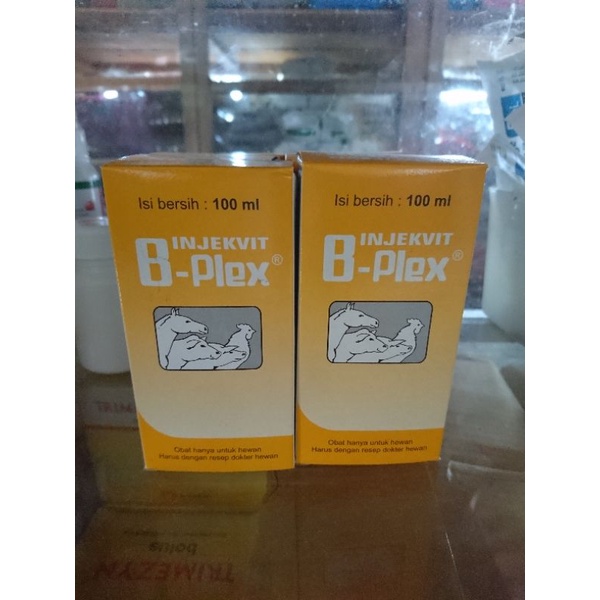 Isi bersih : 100 ml
INJEKVIT
B-Plex®
Obat hanya untuk hewan
Harus dengan resep dokter hewan
Isi bersih : 100 ml
INJEKVIT
B-Plex®
Obat hanya untuk hewan
Harus dengan resep dokter hewan
TRIME
bolus
TRIMEZYN